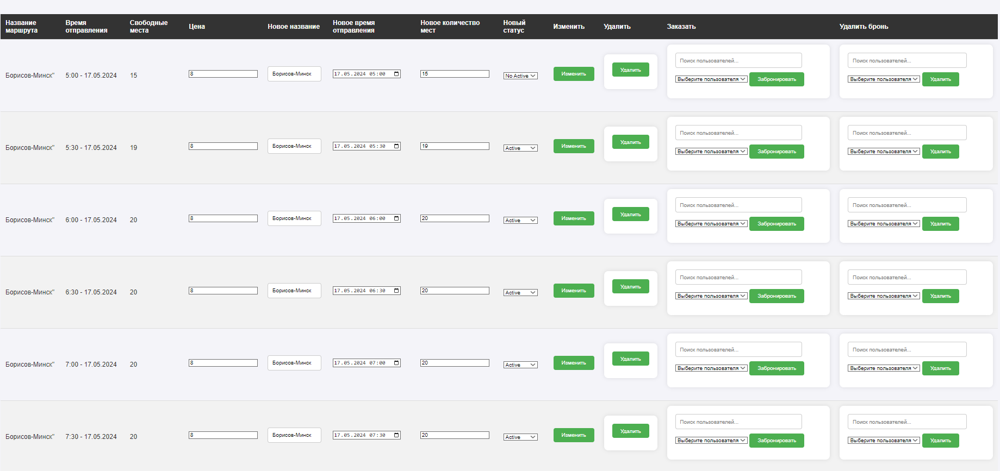 Название маршрута Время отправления Свободные места Цена Новое название Новое время отправления Новое количество мест Новый статус Изменить Удалить Заказать Удалить бронь
Поиск пользователей... Поиск пользователей...
Борисов-Минск" 5:00 - 17.05.2024 15 8 Борисов-Минск 17.05.2024 05:00 15 No Active Изменить Удалить Выберите пользователя Забронировать Выберите пользователя Удалить
Поиск пользователей... Поиск пользователей...
Борисов-Минск" 5:30 - 17.05.2024 19 8 Борисов-Минск 17.05.2024 05:30 19 Active Изменить Удалить Выберите пользователя Забронировать Выберите пользователя Удалить
Поиск пользователей... Поиск пользователей...
Борисов-Минск" 6:00 - 17.05.2024 20 8 Борисов-Минск 17.05.2024 06:00 20 Active Изменить Удалить Выберите пользователя Забронировать Выберите пользователя Удалить
Поиск пользователей... Поиск пользователей...
Борисов-Минск" 6:30 - 17.05.2024 20 8 Борисов-Минск 17.05.2024 06:30 20 Active Изменить Удалить Выберите пользователя Забронировать Выберите пользователя Удалить
Поиск пользователей... Поиск пользователей...
Борисов-Минск" 7:00 - 17.05.2024 20 8 Борисов-Минск 17.05.2024 07:00 20 Active Изменить Удалить Выберите пользователя Забронировать Выберите пользователя Удалить
Поиск пользователей... Поиск пользователей...
Борисов-Минск" 7:30 - 17.05.2024 20 8 Борисов-Минск 17.05.2024 07:30 20 Active Изменить Удалить Выберите пользователя Забронировать Выберите пользователя Удалить